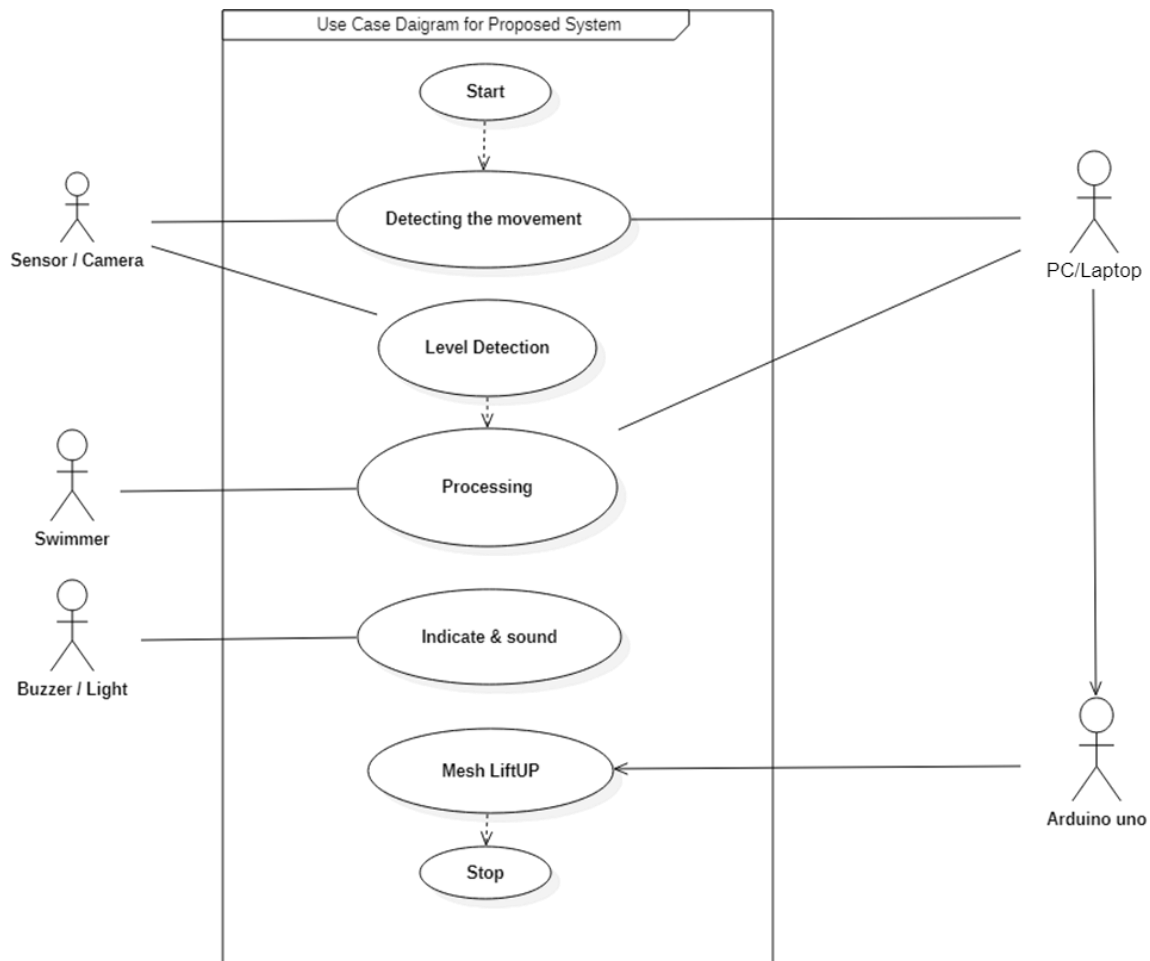 Use Case Daigram for Proposed System
Start
Detecting the movement
Sensor / Camera
PC/Laptop
Level Detection
Processing
Swimmer
Indicate & sound
Buzzer / Light
Mesh LiftUP
Arduino uno
Stop